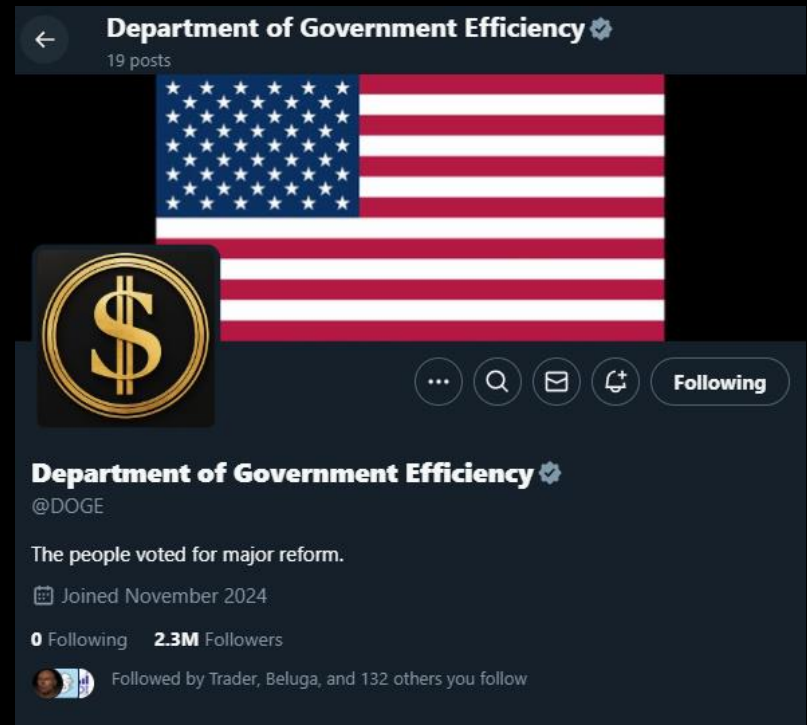 Department of Government Efficiency
19 posts
$
Following
Department of Government Efficiency
@DOGE
The people voted for major reform.
Joined November 2024
0 Following 2.3M Followers
Followed by Trader, Beluga, and 132 others you follow